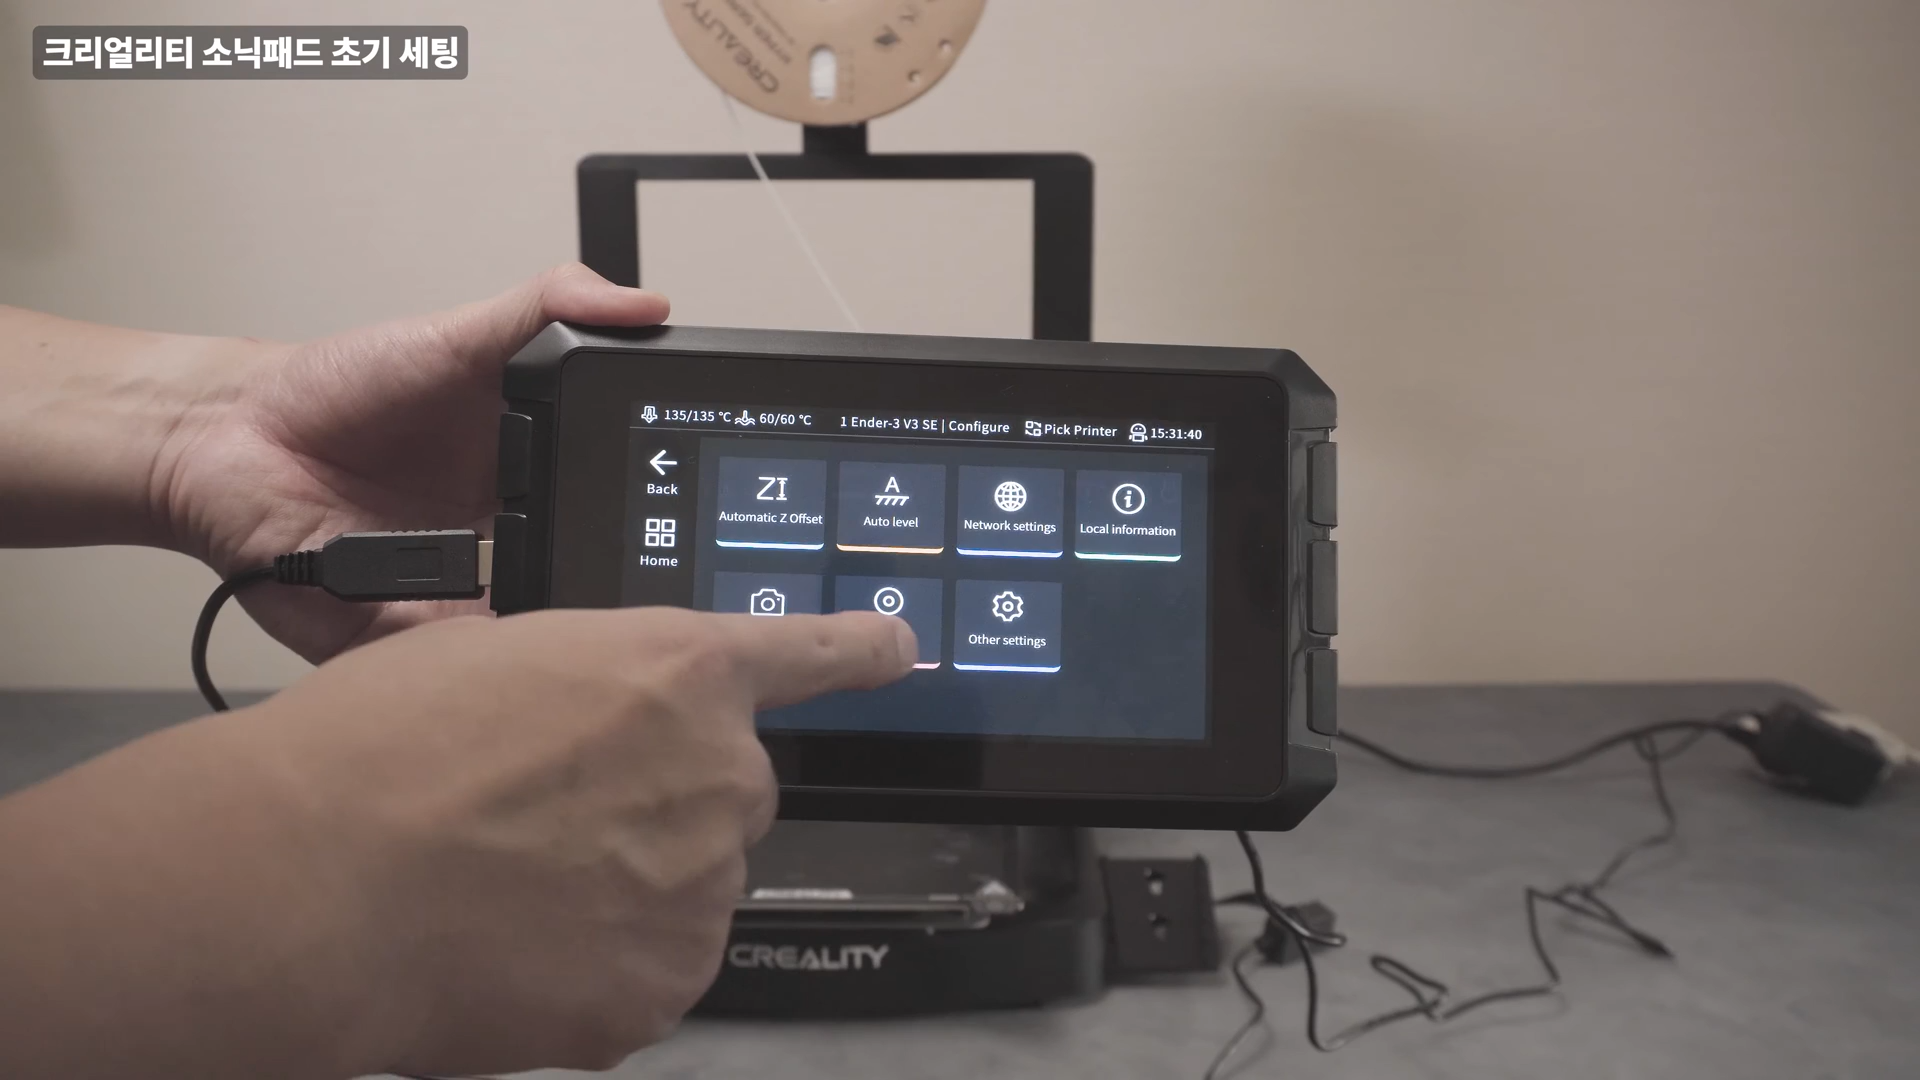 크리얼리티 소닉패드 초기 세팅
CREALITY
135/135 °C 60/60 °C 1 Ender-3 V3 SE | Configure Pick Printer 15:31:40
Back
Home
Automatic Z Offset
Auto level
Network settings
Local information
Other settings
CREALITY